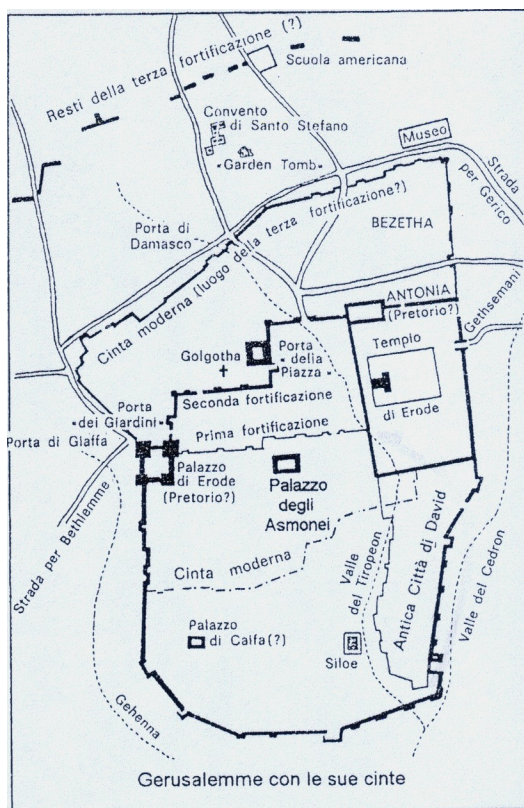 Resti della terza fortificazione (?)
Scuola americana
Convento
di Santo Stefano
"Garden Tomb"
Museo
Strada
per Gerico
Porta di
Damasco
BEZETHA
Cinta moderna (luogo della terza fortificazione?)
ANTONIA
(Pretorio?)
Gethsemani
Golgotha
Porta
della
"Piazza"
Tempio
di Erode
Seconda fortificazione
Porta
"dei Giardini"
Prima fortificazione
Porta di Giaffa
Palazzo
di Erode
(Pretorio?)
Palazzo
degli
Asmonei
Strada per Bethlemme
Cinta moderna
Valle
del Tiropeon
Antica Città di David
Valle del Cedron
Palazzo
di Caifa(?)
Siloe
Gehenna
Gerusalemme con le sue cinte